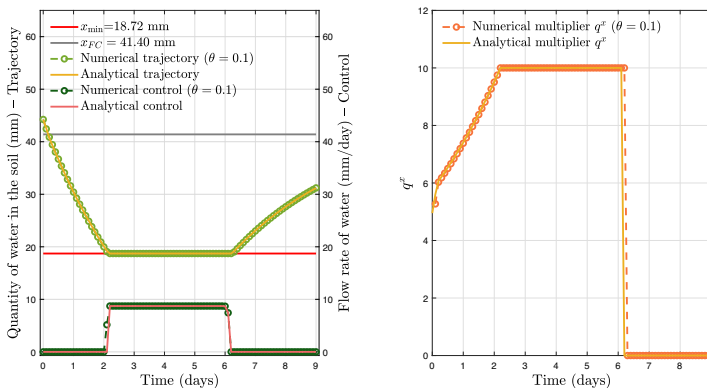 x_min=18.72 mm
x_FC = 41.40 mm
Numerical trajectory (θ = 0.1)
Analytical trajectory
Numerical control (θ = 0.1)
Analytical control
Quantity of water in the soil (mm) – Trajectory
60
50
40
30
20
10
0
60
50
40
30
20
10
0
Flow rate of water (mm/day) – Control
0 1 2 3 4 5 6 7 8 9
Time (days)
Numerical multiplier q^x (θ = 0.1)
Analytical multiplier q^x
q^x
12
10
8
6
4
2
0
0 1 2 3 4 5 6 7 8
Time (days)